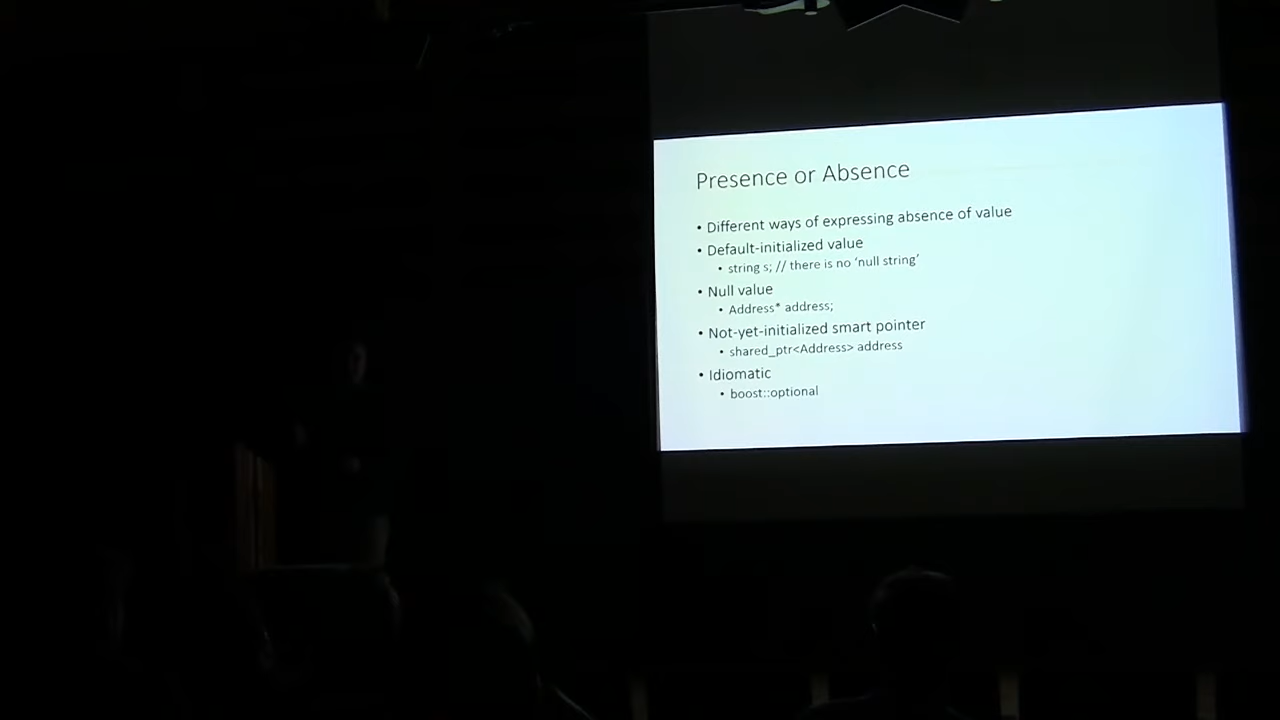 Presence or Absence
• Different ways of expressing absence of value
• Default-initialized value
• string s; // there is no ‘null string’
• Null value
• Address* address;
• Not-yet-initialized smart pointer
• shared_ptr<Address> address
• Idiomatic
• boost::optional